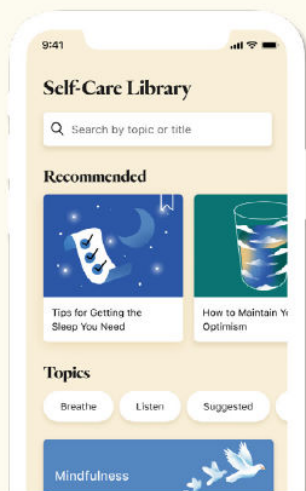 9:41
Self-Care Library
Search by topic or title
Recommended
Tips for Getting the
Sleep You Need
How to Maintain Yo
Optimism
Topics
Breathe
Listen
Suggested
Mindfulness